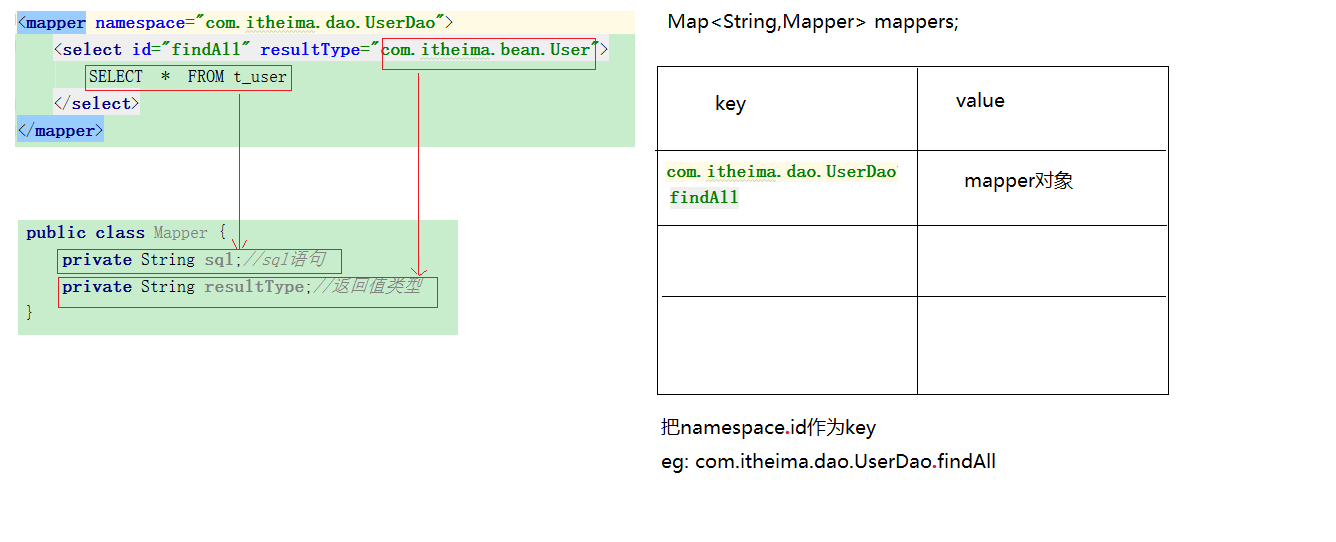 <mapper namespace="com.itheima.dao.UserDao">
<select id="findAll" resultType="com.itheima.bean.User">
SELECT * FROM t_user
</select>
</mapper>
public class Mapper {
private String sql;//sql语句
private String resultType;//返回值类型
}
Map<String,Mapper> mappers;
key value
com.itheima.dao.UserDao mapper对象
findAll
把namespace.id作为key
eg: com.itheima.dao.UserDao.findAll